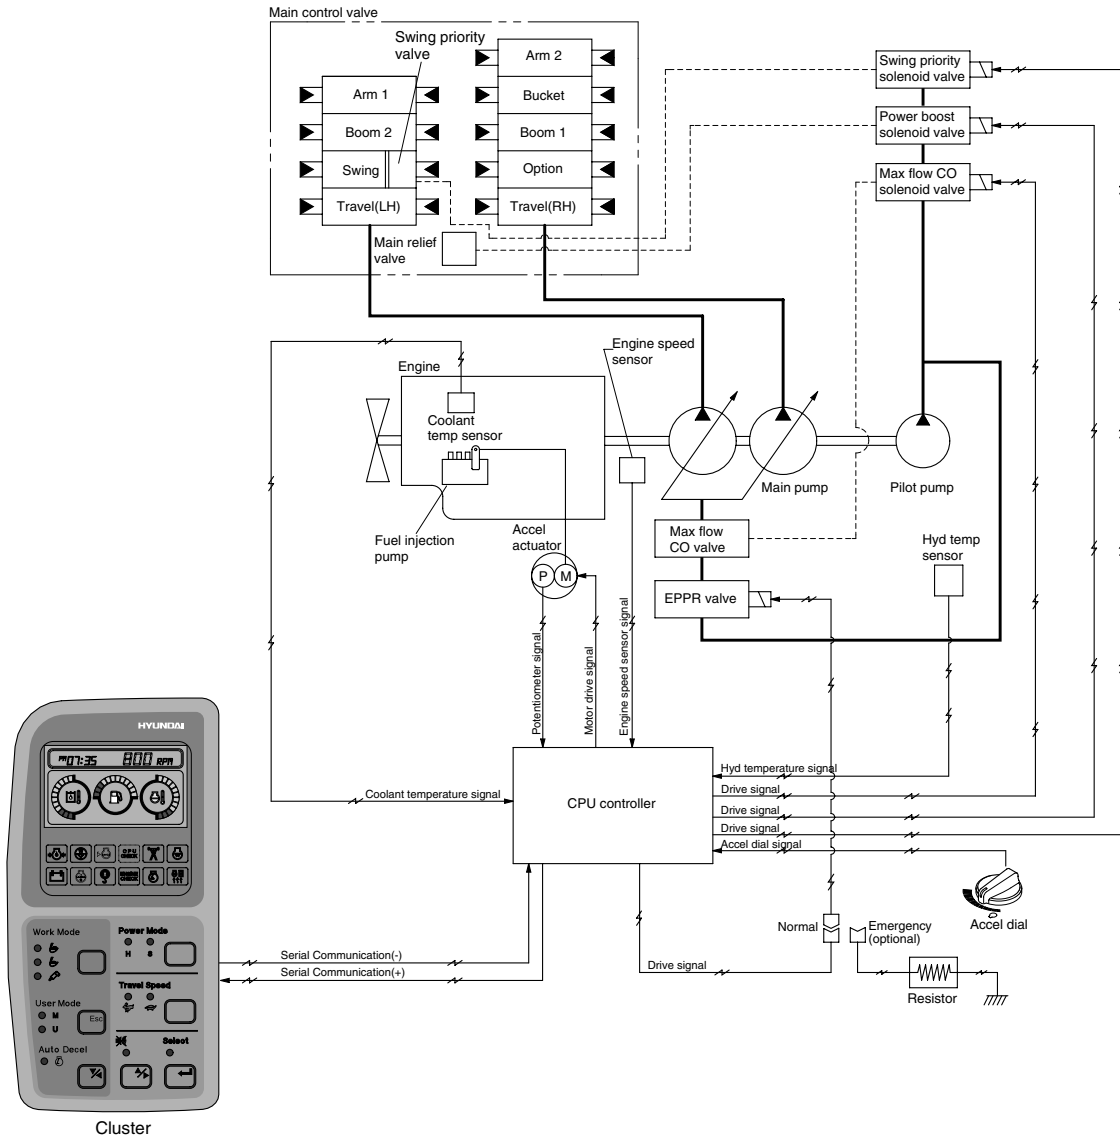 Main control valve
Swing priority
valve
Arm 2
Arm 1
Bucket
Boom 2
Boom 1
Swing
Option
Travel(LH)
Travel(RH)
Main relief
valve
Swing priority
solenoid valve
Power boost
solenoid valve
Max flow CO
solenoid valve
Engine speed
sensor
Engine
Coolant
temp sensor
Fuel injection
pump
Accel
actuator
P
M
Main pump
Pilot pump
Max flow
CO valve
EPPR valve
Hyd temp
sensor
Potentiometer signal
Motor drive signal
Engine speed sensor signal
CPU controller
Coolant temperature signal
Hyd temperature signal
Drive signal
Drive signal
Drive signal
Accel dial signal
Accel dial
Normal
Emergency
(optional)
Resistor
Drive signal
Serial Communication(-)
Serial Communication(+)
HYUNDAI
PM 07:35 800 RPM
CPU
CHECK
ENGINE
CHECK
Work Mode
Power Mode
H S
Travel Speed
User Mode
M
U
Esc
Auto Decel
Select
Cluster